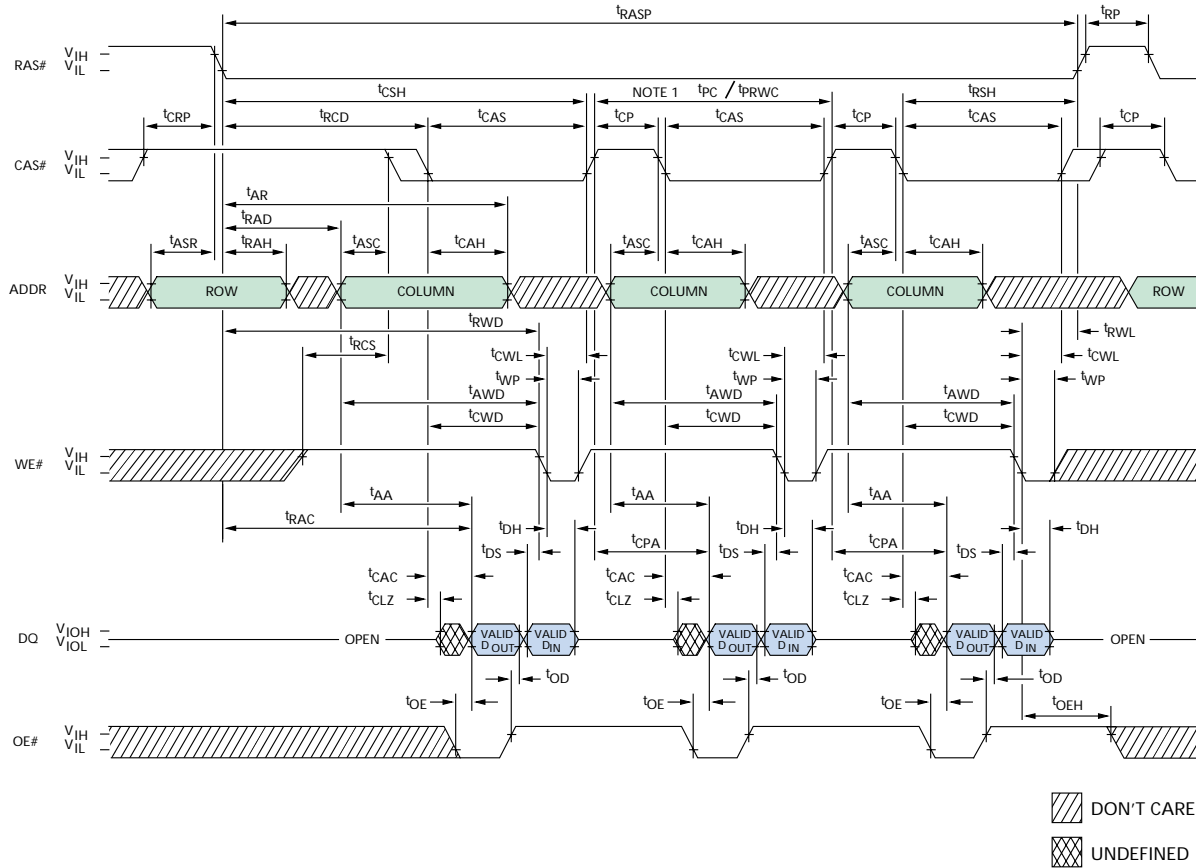 tRASP tRP
RAS# VIH VIL
tCSH NOTE 1 tPC / tPRWC tRSH
tCRP tRCD tCAS tCP tCAS tCP tCAS tCP
CAS# VIH VIL
tAR
tRAD
tASR tRAH tASC tCAH tASC tCAH tASC tCAH
ADDR VIH VIL ROW COLUMN COLUMN COLUMN ROW
tRWD tRWL
tRCS tCWL tCWL tCWL
tWP tWP tWP
tAWD tAWD tAWD
tCWD tCWD tCWD
WE# VIH VIL
tAA tAA tAA
tRAC tDH tDH tDH
tDS tCPA tDS tCPA tDS
tCAC tCAC tCAC
tCLZ tCLZ tCLZ
DQ VIOH VIOL OPEN VALID DOUT VALID DIN VALID DOUT VALID DIN VALID DOUT VALID DIN OPEN
tOE tOD tOE tOD tOE tOD
tOEH
OE# VIH VIL
DON'T CARE
UNDEFINED